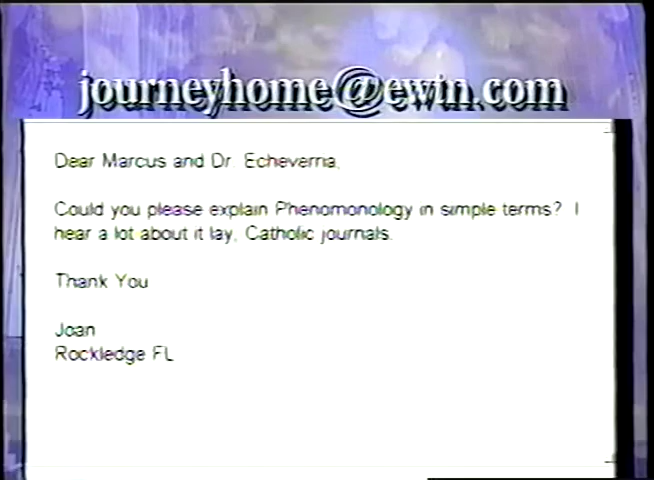 journeyhome@ewtn.com
Dear Marcus and Dr. Echeverria,
Could you please explain Phenomonology in simple terms? I
hear a lot about it lay, Catholic journals.
Thank You
Joan
Rockledge FL